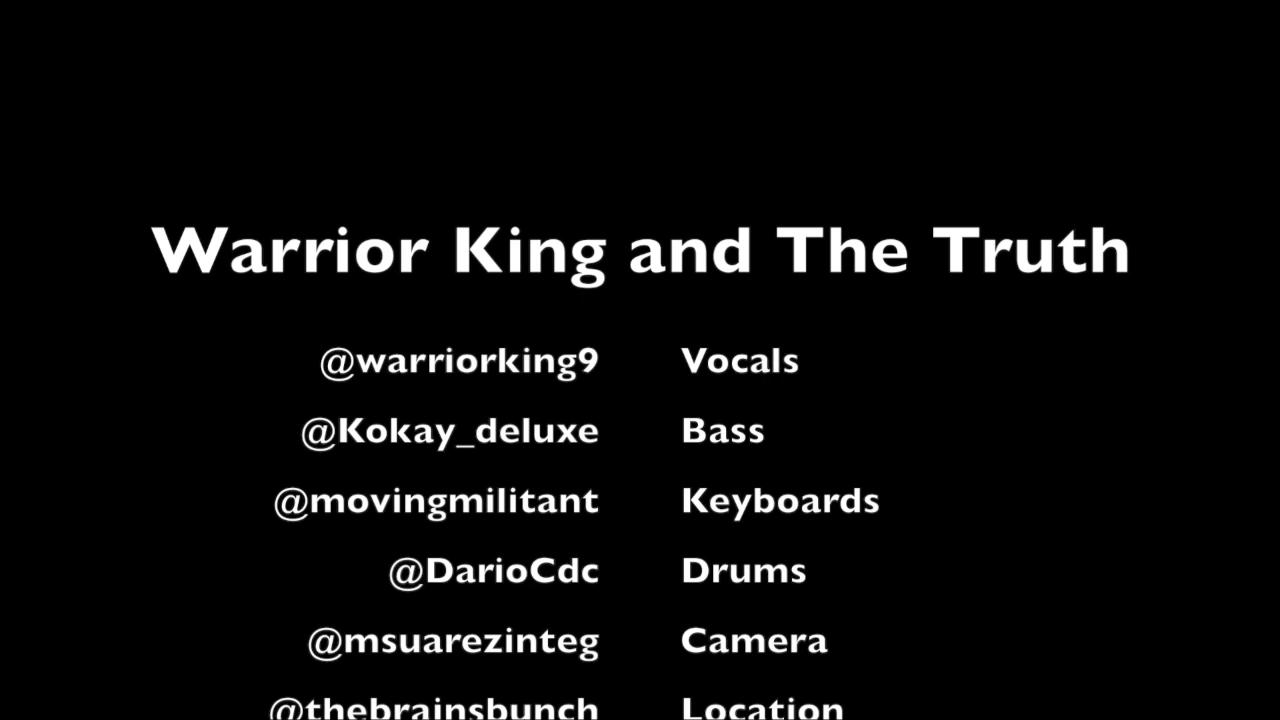 Warrior King and The Truth
@warriorking9 Vocals
@Kokay_deluxe Bass
@movingmilitant Keyboards
@DarioCdc Drums
@msuarezinteg Camera
@thebrainsbunch Location